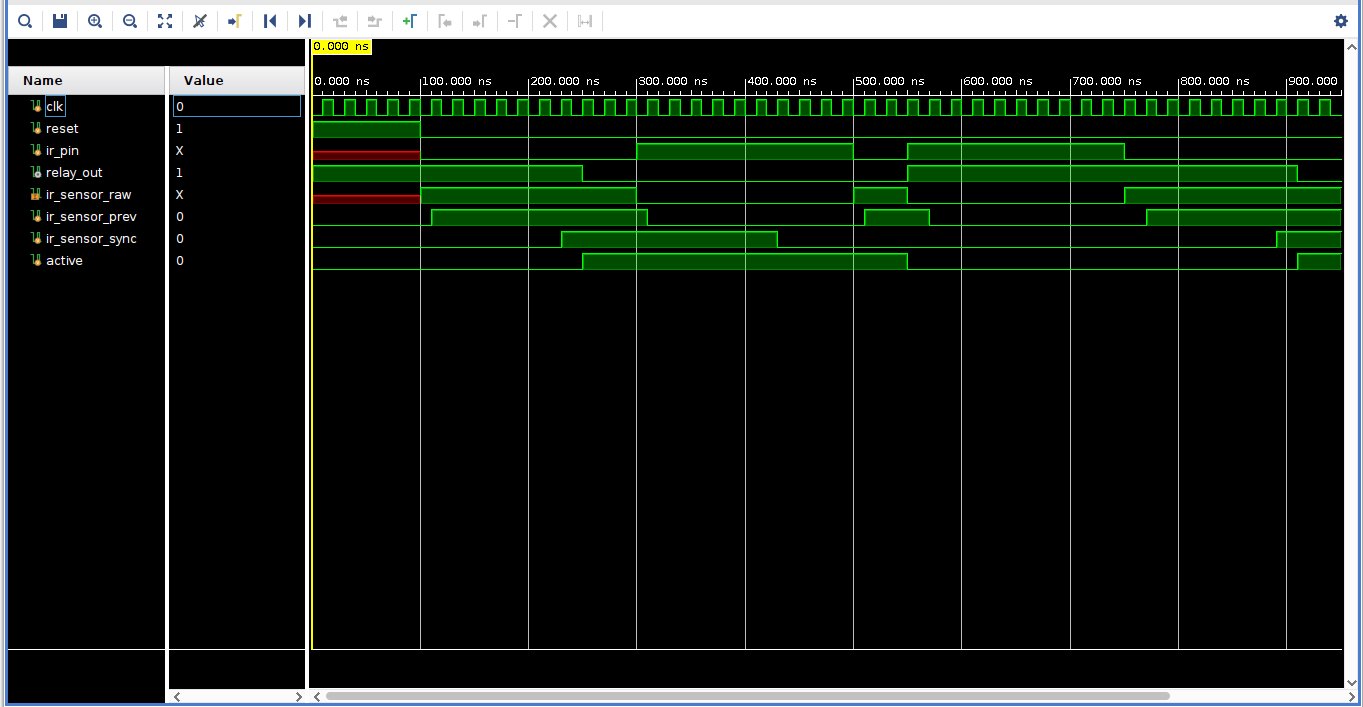 0.000 ns
Name Value
0.000 ns 100.000 ns 200.000 ns 300.000 ns 400.000 ns 500.000 ns 600.000 ns 700.000 ns 800.000 ns 900.000
clk 0
reset 1
ir_pin X
relay_out 1
ir_sensor_raw X
ir_sensor_prev 0
ir_sensor_sync 0
active 0